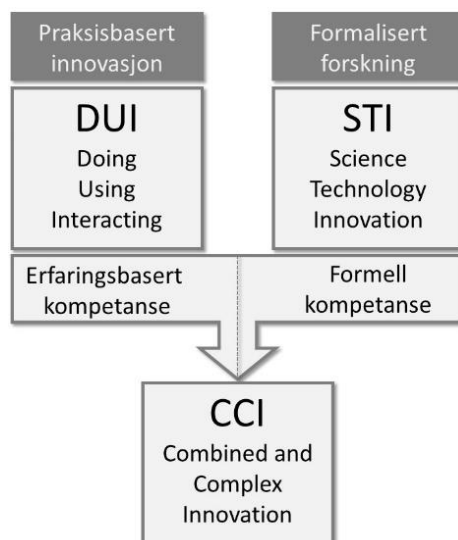 Praksisbasert
innovasjon
Formalisert
forskning
DUI
Doing
Using
Interacting
STI
Science
Technology
Innovation
Erfaringsbasert
kompetanse
Formell
kompetanse
CCI
Combined and
Complex
Innovation